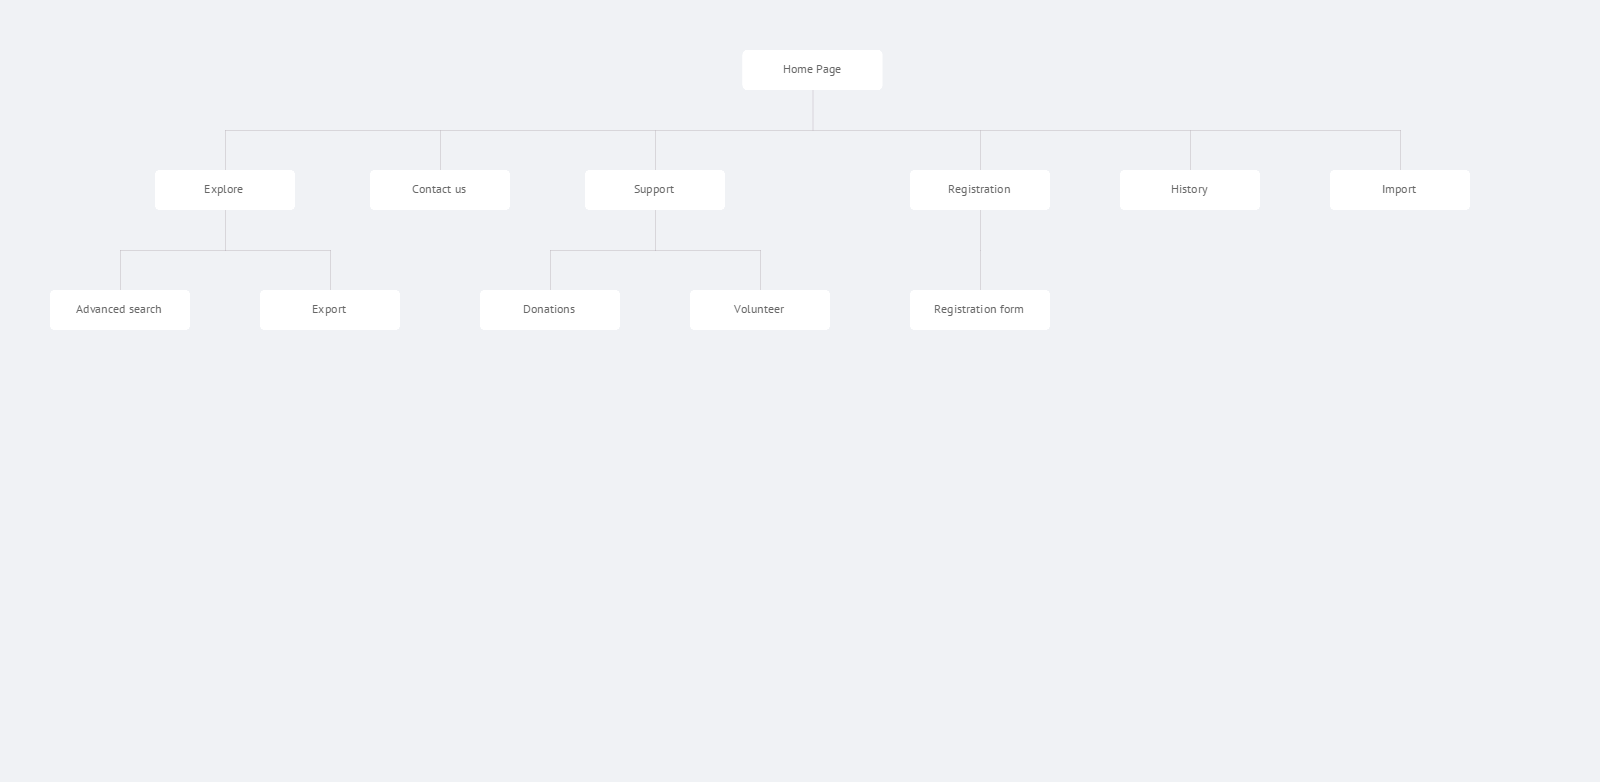 Home Page
Explore
Contact us
Support
Registration
History
Import
Advanced search
Export
Donations
Volunteer
Registration form